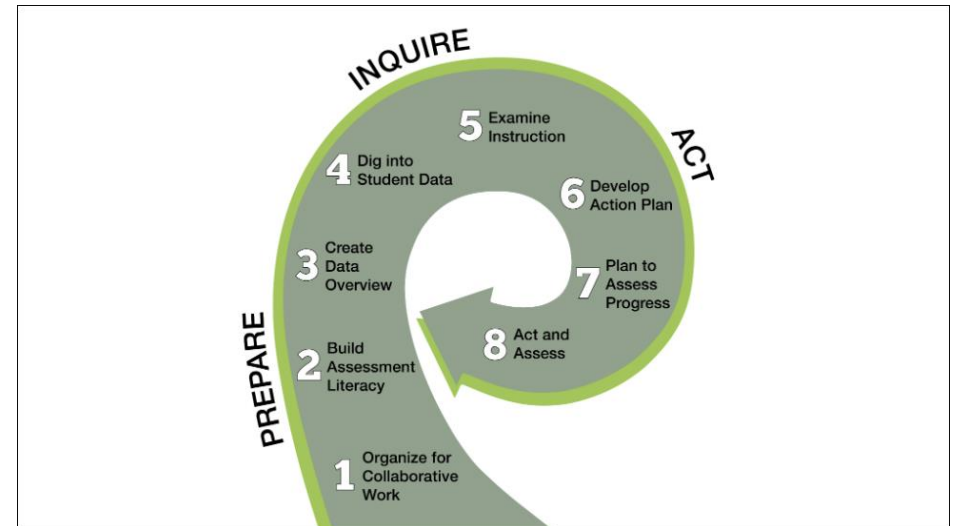 INQUIRE
ACT
PREPARE
5 Examine
Instruction
4 Dig into
Student Data
6 Develop
Action Plan
3 Create
Data
Overview
7 Plan to
Assess
Progress
8 Act and
Assess
2 Build
Assessment
Literacy
1 Organize for
Collaborative
Work